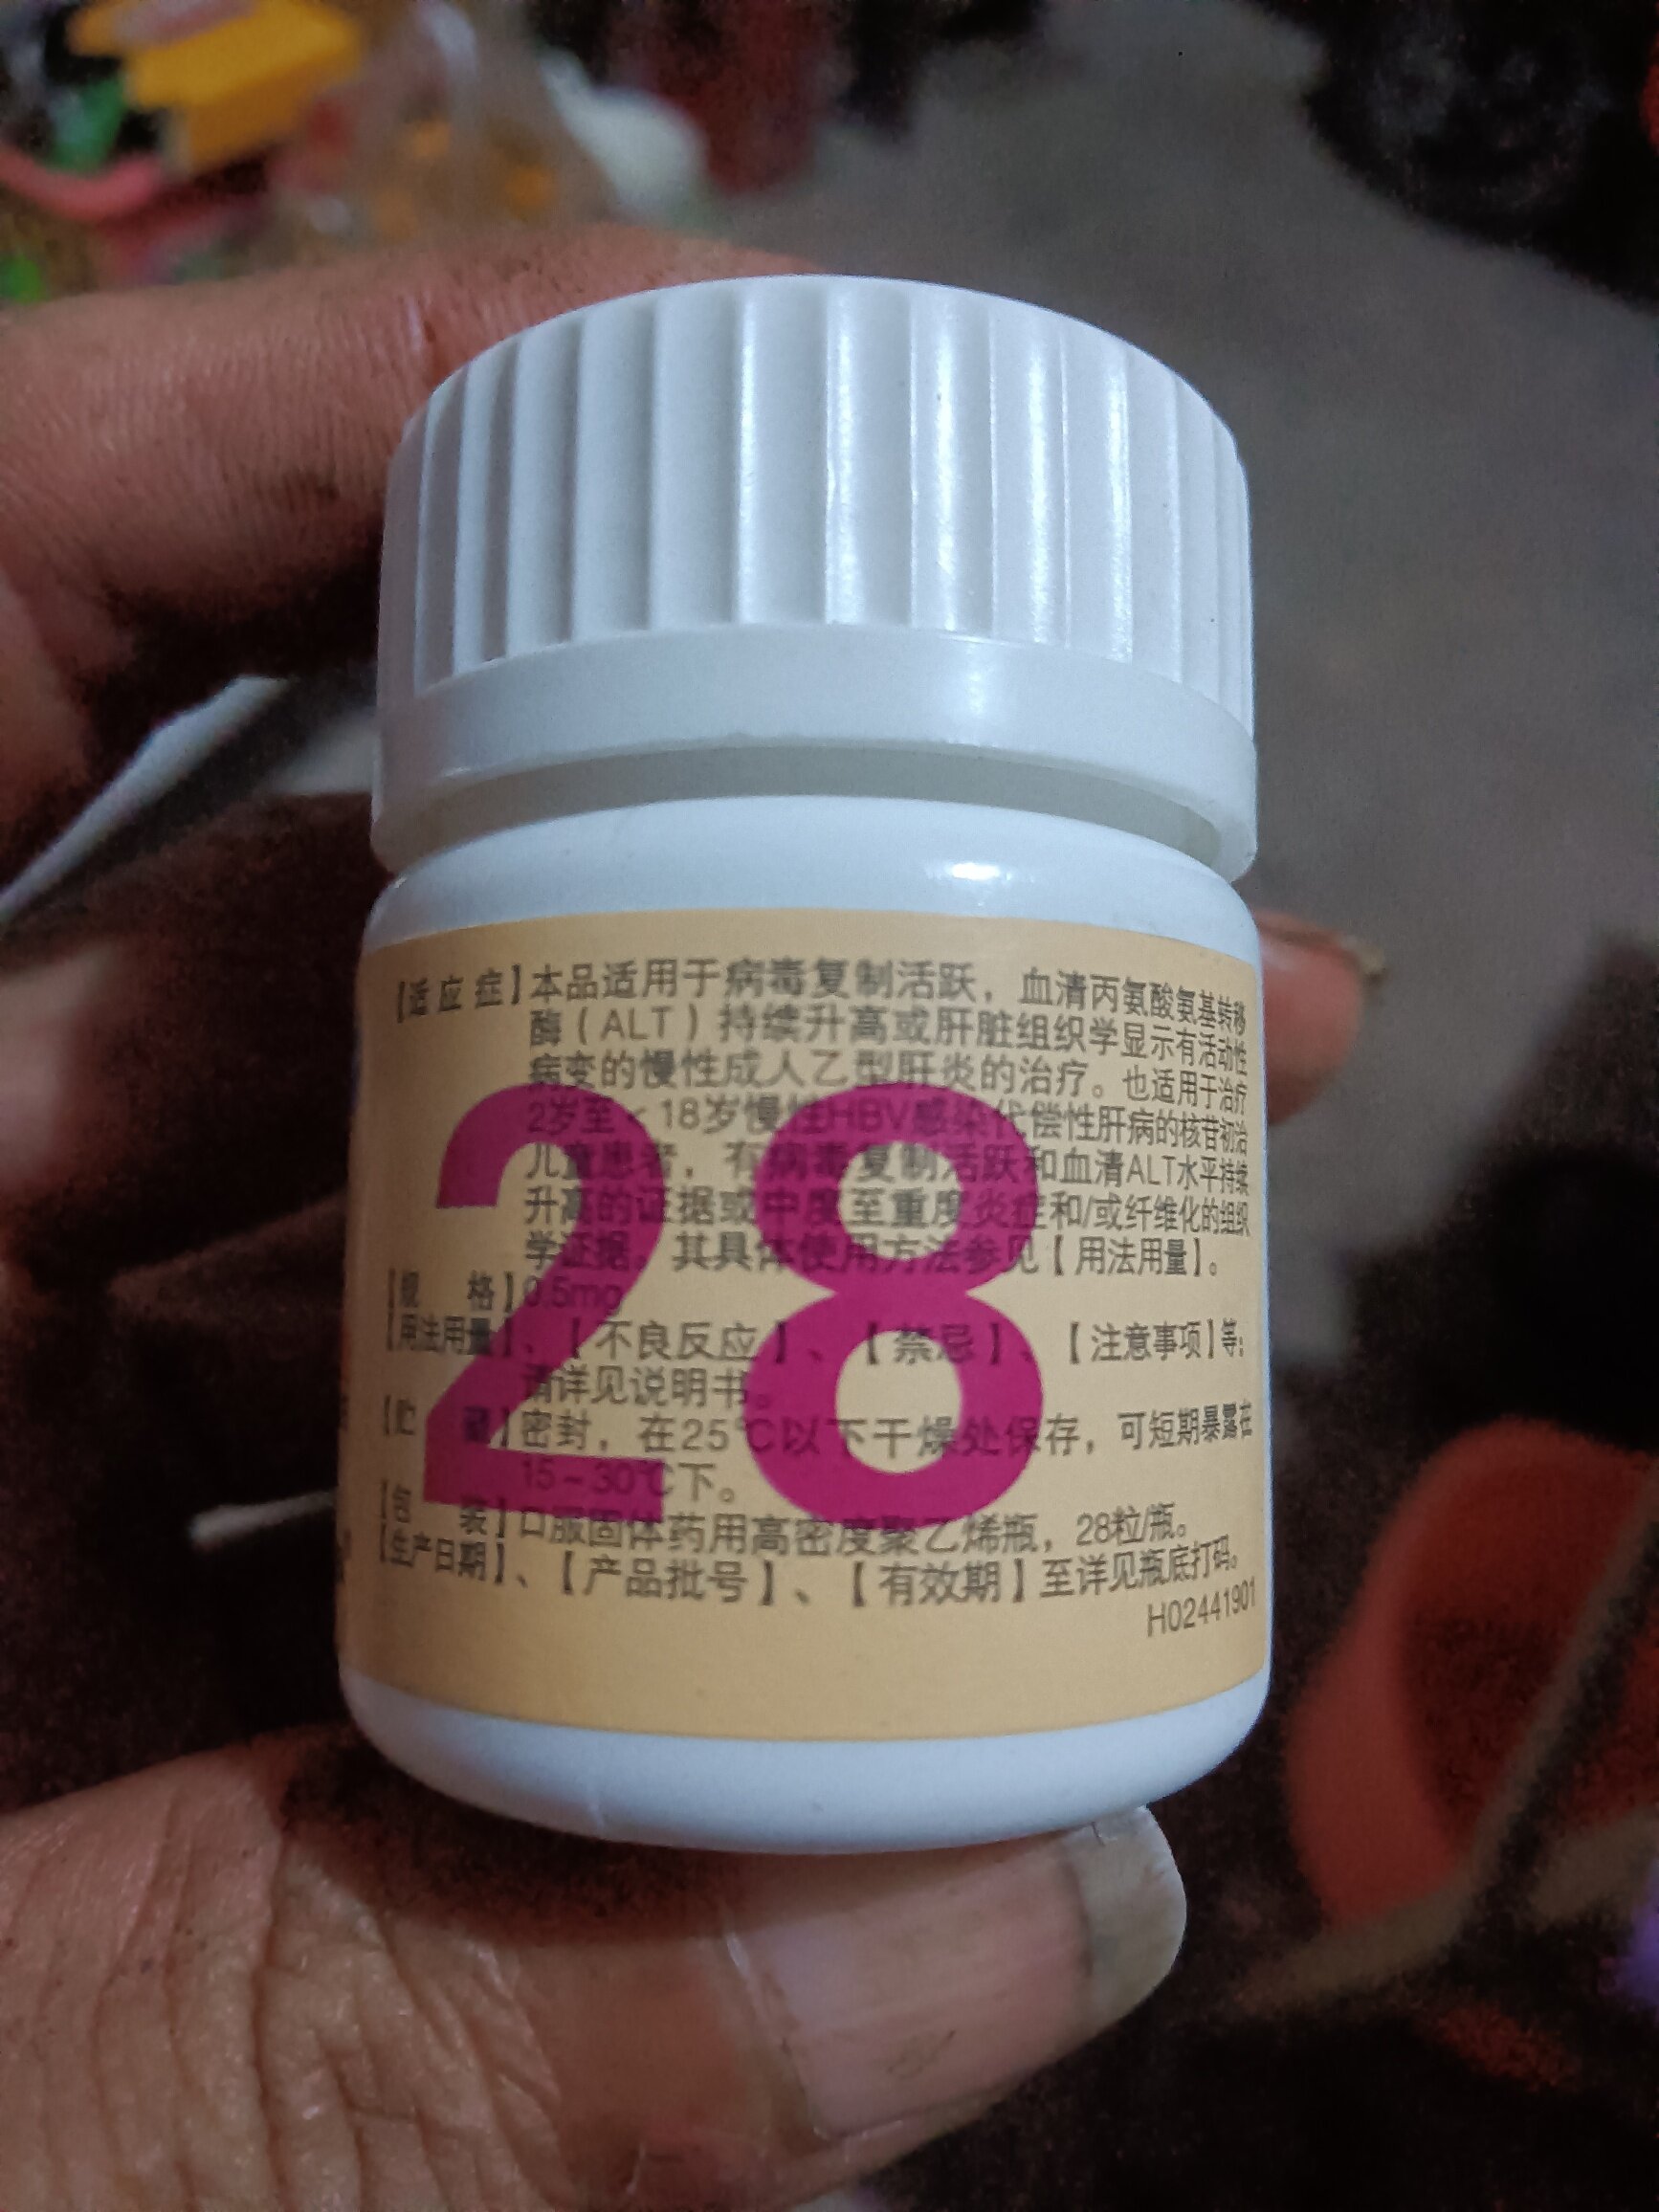 【适应症】本品适用于病毒复制活跃，血清丙氨酸氨基转移
酶（ALT）持续升高或肝脏组织学显示有活动性
病变的慢性成人乙型肝炎的治疗。也适用于治疗
2岁至＜18岁慢性HBV感染代偿性肝病的核苷初治
儿童患者，有病毒复制活跃和血清ALT水平持续
升高的证据或中度至重度炎症和/或纤维化的组织
学证据。其具体使用方法参见【用法用量】。
【规 格】0.5mg
【用法用量】、【不良反应】、【禁忌】、【注意事项】等：
请详见说明书。
【贮 藏】密封，在25℃以下干燥处保存，可短期暴露在
15～30℃下。
【包 装】口服固体药用高密度聚乙烯瓶，28粒/瓶。
【生产日期】、【产品批号】、【有效期】至详见瓶底打码。
H02441901
28